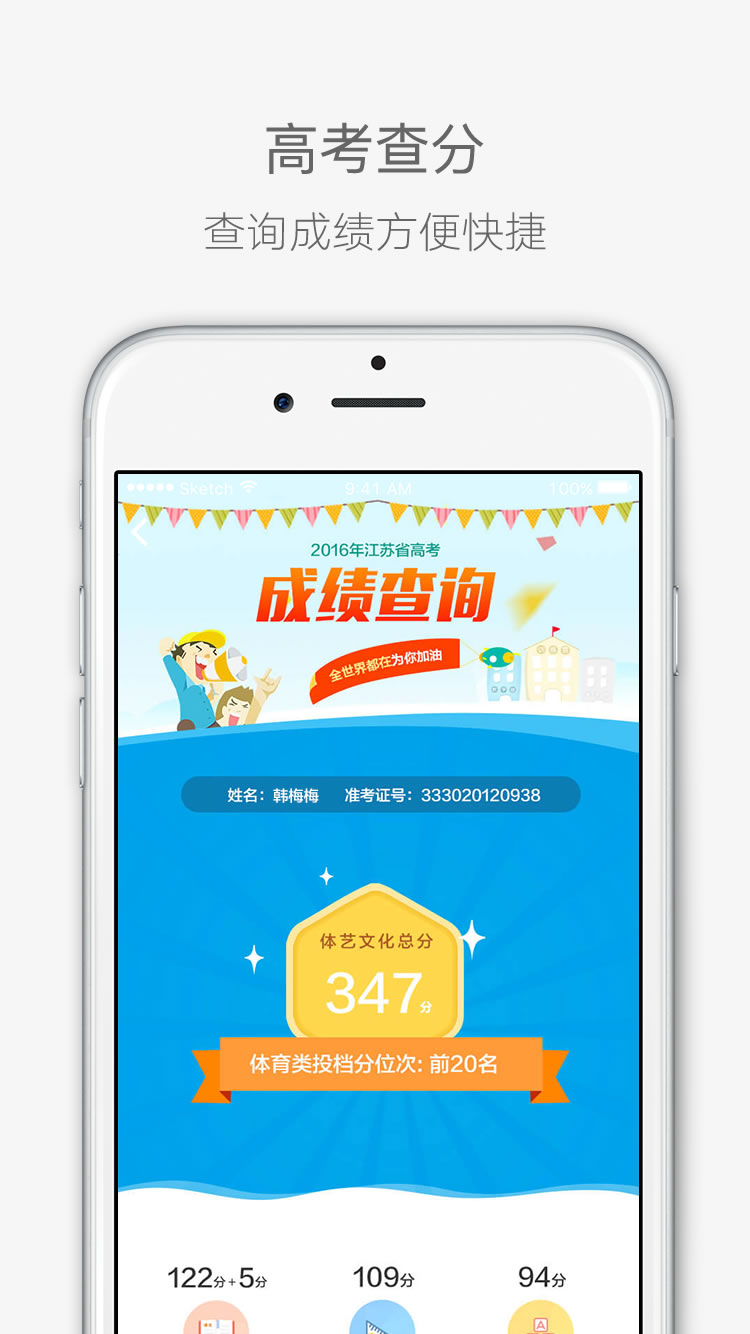 高考查分
查询成绩方便快捷
Sketch 9:41 AM 100%
2016年江苏省高考
成绩查询
全世界都在为你加油
姓名：韩梅梅 准考证号：333020120938
体艺文化总分
347分
体育类投档分位次: 前20名
122分+5分 109分 94分
A